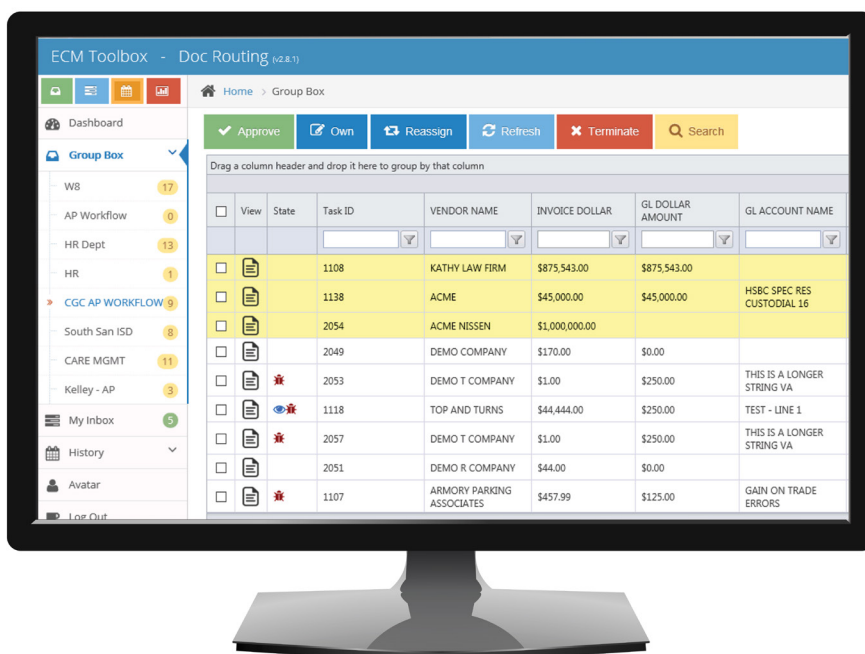 ECM Toolbox - Doc Routing (v2.8.1)
Home > Group Box
Dashboard
Group Box
W8 17
AP Workflow 0
HR Dept 13
HR 1
» CGC AP WORKFLOW 9
South San ISD 8
CARE MGMT 11
Kelley - AP 3
My Inbox 5
History
Avatar
Log Out
Approve Own Reassign Refresh Terminate Search
Drag a column header and drop it here to group by that column
View State Task ID VENDOR NAME INVOICE DOLLAR GL DOLLAR AMOUNT GL ACCOUNT NAME
1108 KATHY LAW FIRM $875,543.00 $875,543.00
1138 ACME $45,000.00 $45,000.00 HSBC SPEC RES CUSTODIAL 16
2054 ACME NISSEN $1,000,000.00
2049 DEMO COMPANY $170.00 $0.00
2053 DEMO T COMPANY $1.00 $250.00 THIS IS A LONGER STRING VA
1118 TOP AND TURNS $44,444.00 $250.00 TEST - LINE 1
2057 DEMO T COMPANY $1.00 $250.00 THIS IS A LONGER STRING VA
2051 DEMO R COMPANY $44.00 $0.00
1107 ARMORY PARKING ASSOCIATES $457.99 $125.00 GAIN ON TRADE ERRORS